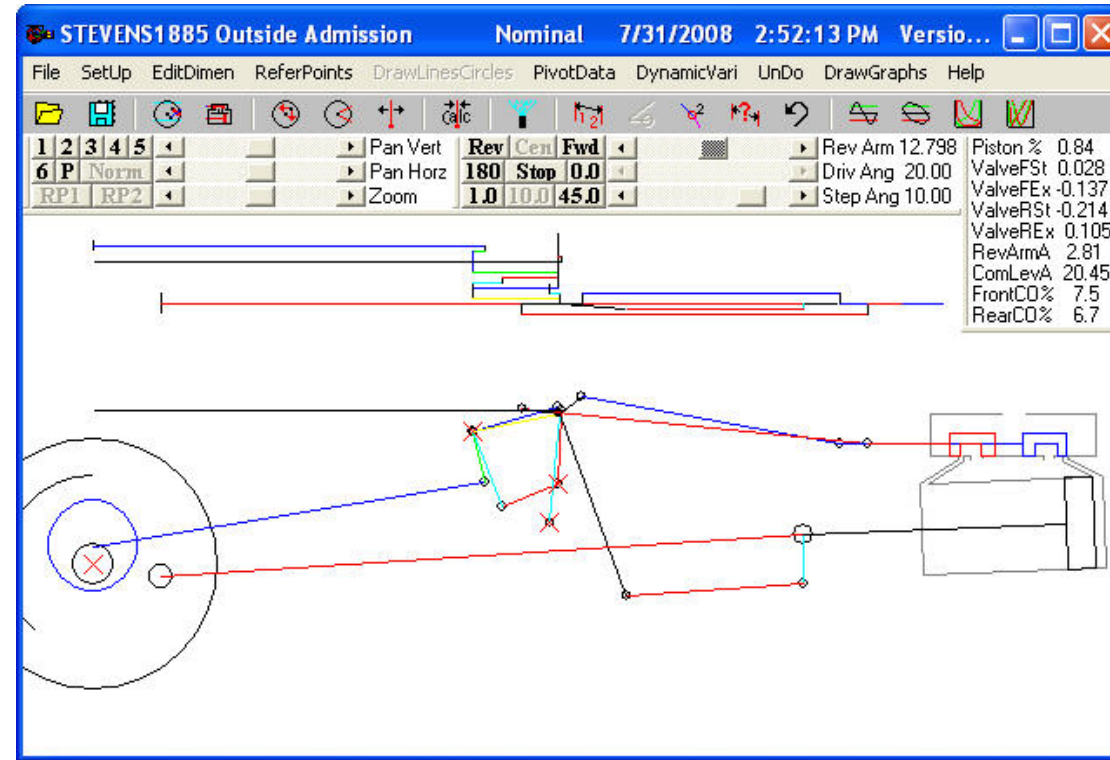 STEVENS1885 Outside Admission Nominal 7/31/2008 2:52:13 PM Versio...
File SetUp EditDimen ReferPoints DrawLinesCircles PivotData DynamicVari UnDo DrawGraphs Help
calc
1 2 3 4 5 Pan Vert Rev Cen Fwd Rev Arm 12.798
6 P Norm Pan Horz 180 Stop 0.0 Driv Ang 20.00
RP1 RP2 Zoom 1.0 10.0 45.0 Step Ang 10.00
Piston % 0.84
ValveFSt 0.028
ValveFEx -0.137
ValveRSt -0.214
ValveREx 0.105
RevArmA 2.81
ComLevA 20.45
FrontCO% 7.5
RearCO% 6.7